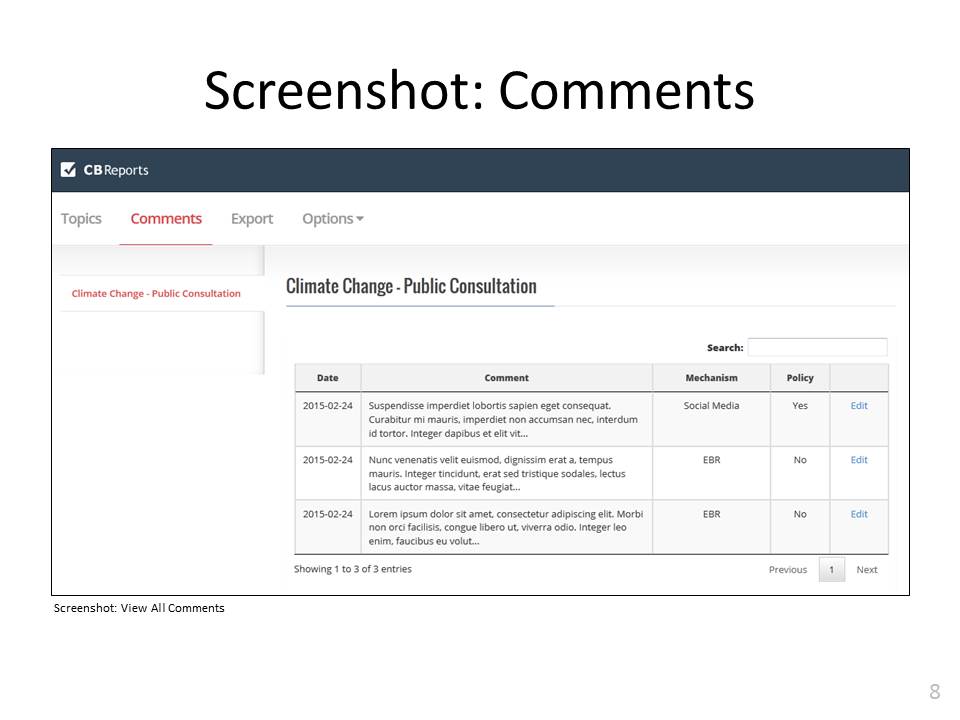 Screenshot: Comments
CBReports
Topics Comments Export Options
Climate Change - Public Consultation
Climate Change - Public Consultation
Search:
Date Comment Mechanism Policy
2015-02-24 Suspendisse imperdiet lobortis sapien eget consequat. Social Media Yes Edit
Curabitur mi mauris, imperdiet non accumsan nec, interdum
id tortor. Integer dapibus et elit vit...
2015-02-24 Nunc venenatis velit euismod, dignissim erat a, tempus EBR No Edit
mauris. Integer tincidunt, erat sed tristique sodales, lectus
lacus auctor massa, vitae feugiat...
2015-02-24 Lorem ipsum dolor sit amet, consectetur adipiscing elit. Morbi EBR No Edit
non orci facilisis, congue libero ut, viverra odio. Integer leo
enim, faucibus eu volut...
Showing 1 to 3 of 3 entries Previous 1 Next
Screenshot: View All Comments
8